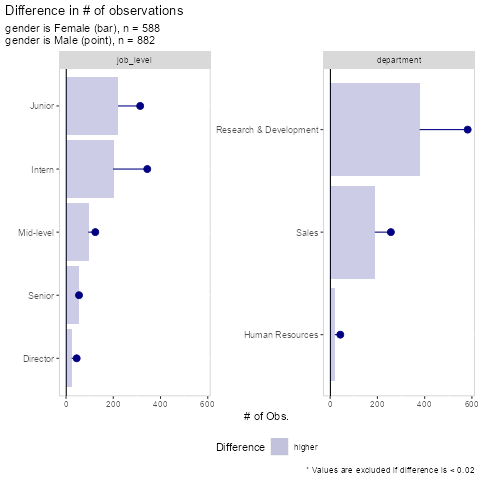 Difference in # of observations
gender is Female (bar), n = 588
gender is Male (point), n = 882
job_level
department
Junior
Intern
Mid-level
Senior
Director
Research & Development
Sales
Human Resources
0 200 400 600
0 200 400 600
# of Obs.
Difference higher
* Values are excluded if difference is < 0.02